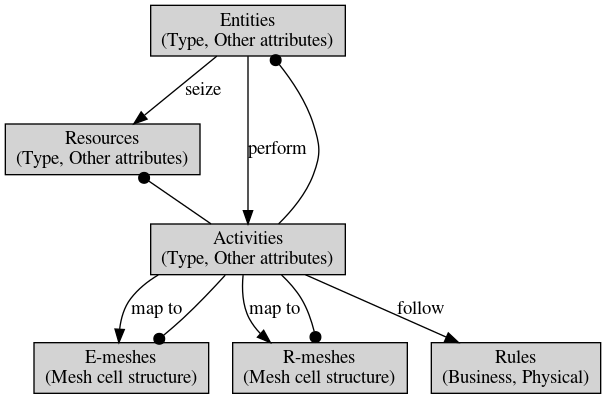 Entities
(Type, Other attributes)
seize
Resources
(Type, Other attributes)
perform
Activities
(Type, Other attributes)
map to
map to
follow
E-meshes
(Mesh cell structure)
R-meshes
(Mesh cell structure)
Rules
(Business, Physical)